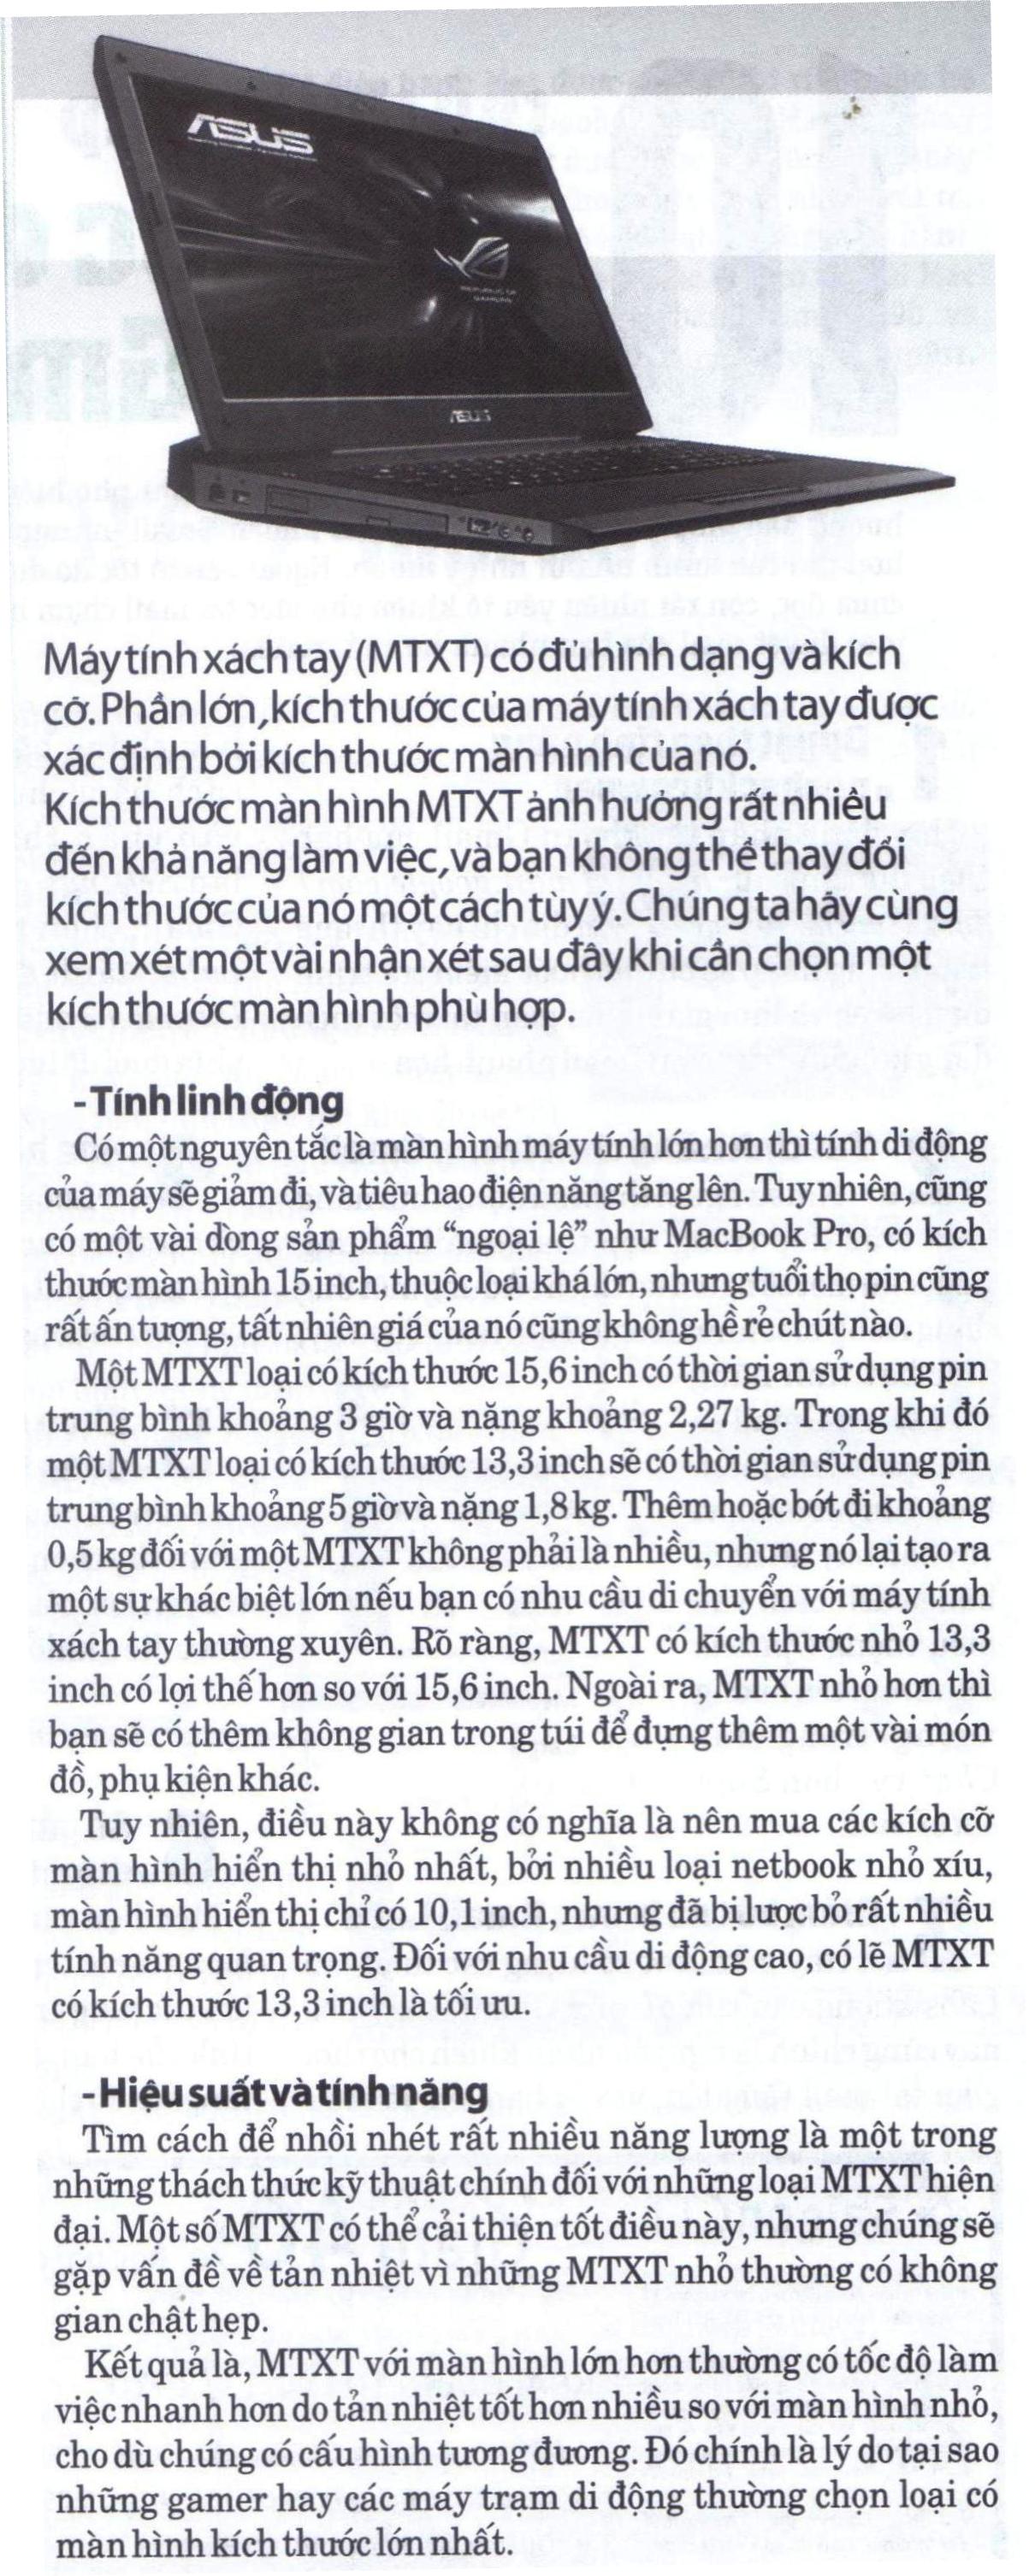 ASUS
REPUBLIC OF
GAMERS
ASUS
Máy tính xách tay (MTXT) có đủ hình dạng và kích
cỡ. Phần lớn, kích thước của máy tính xách tay được
xác định bởi kích thước màn hình của nó.
Kích thước màn hình MTXT ảnh hưởng rất nhiều
đến khả năng làm việc, và bạn không thể thay đổi
kích thước của nó một cách tùy ý. Chúng ta hãy cùng
xem xét một vài nhận xét sau đây khi cần chọn một
kích thước màn hình phù hợp.
- Tính linh động
Có một nguyên tắc là màn hình máy tính lớn hơn thì tính di động
của máy sẽ giảm đi, và tiêu hao điện năng tăng lên. Tuy nhiên, cũng
có một vài dòng sản phẩm “ngoại lệ” như MacBook Pro, có kích
thước màn hình 15 inch, thuộc loại khá lớn, nhưng tuổi thọ pin cũng
rất ấn tượng, tất nhiên giá của nó cũng không hề rẻ chút nào.
Một MTXT loại có kích thước 15,6 inch có thời gian sử dụng pin
trung bình khoảng 3 giờ và nặng khoảng 2,27 kg. Trong khi đó
một MTXT loại có kích thước 13,3 inch sẽ có thời gian sử dụng pin
trung bình khoảng 5 giờ và nặng 1,8 kg. Thêm hoặc bớt đi khoảng
0,5 kg đối với một MTXT không phải là nhiều, nhưng nó lại tạo ra
một sự khác biệt lớn nếu bạn có nhu cầu di chuyển với máy tính
xách tay thường xuyên. Rõ ràng, MTXT có kích thước nhỏ 13,3
inch có lợi thế hơn so với 15,6 inch. Ngoài ra, MTXT nhỏ hơn thì
bạn sẽ có thêm không gian trong túi để đựng thêm một vài món
đồ, phụ kiện khác.
Tuy nhiên, điều này không có nghĩa là nên mua các kích cỡ
màn hình hiển thị nhỏ nhất, bởi nhiều loại netbook nhỏ xíu,
màn hình hiển thị chỉ có 10,1 inch, nhưng đã bị lược bỏ rất nhiều
tính năng quan trọng. Đối với nhu cầu di động cao, có lẽ MTXT
có kích thước 13,3 inch là tối ưu.
- Hiệu suất và tính năng
Tìm cách để nhồi nhét rất nhiều năng lượng là một trong
những thách thức kỹ thuật chính đối với những loại MTXT hiện
đại. Một số MTXT có thể cải thiện tốt điều này, nhưng chúng sẽ
gặp vấn đề về tản nhiệt vì những MTXT nhỏ thường có không
gian chật hẹp.
Kết quả là, MTXT với màn hình lớn hơn thường có tốc độ làm
việc nhanh hơn do tản nhiệt tốt hơn nhiều so với màn hình nhỏ,
cho dù chúng có cấu hình tương đương. Đó chính là lý do tại sao
những gamer hay các máy trạm di động thường chọn loại có
màn hình kích thước lớn nhất.